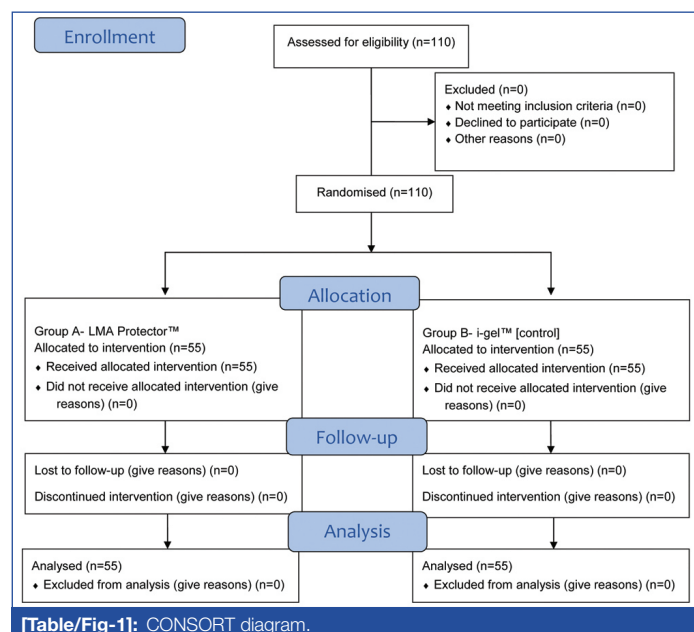 Enrollment
Assessed for eligibility (n=110)
Excluded (n=0)
♦ Not meeting inclusion criteria (n=0)
♦ Declined to participate (n=0)
♦ Other reasons (n=0)
Randomised (n=110)
Allocation
Group A- LMA Protector™
Allocated to intervention (n=55)
♦ Received allocated intervention (n=55)
♦ Did not receive allocated intervention (give
reasons) (n=0)
Group B- i-gel™ [control]
Allocated to intervention (n=55)
♦ Received allocated intervention (n=55)
♦ Did not receive allocated intervention (give
reasons) (n=0)
Follow-up
Lost to follow-up (give reasons) (n=0)
Discontinued intervention (give reasons) (n=0)
Lost to follow-up (give reasons) (n=0)
Discontinued intervention (give reasons) (n=0)
Analysis
Analysed (n=55)
♦ Excluded from analysis (give reasons) (n=0)
Analysed (n=55)
♦ Excluded from analysis (give reasons) (n=0)
[Table/Fig-1]: CONSORT diagram.